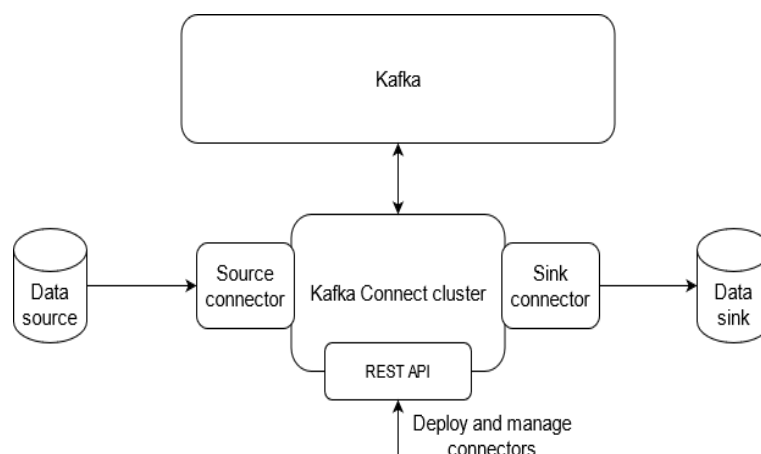 Kafka
Data
source
Source
connector
Kafka Connect cluster
Sink
connector
Data
sink
REST API
Deploy and manage
connectors